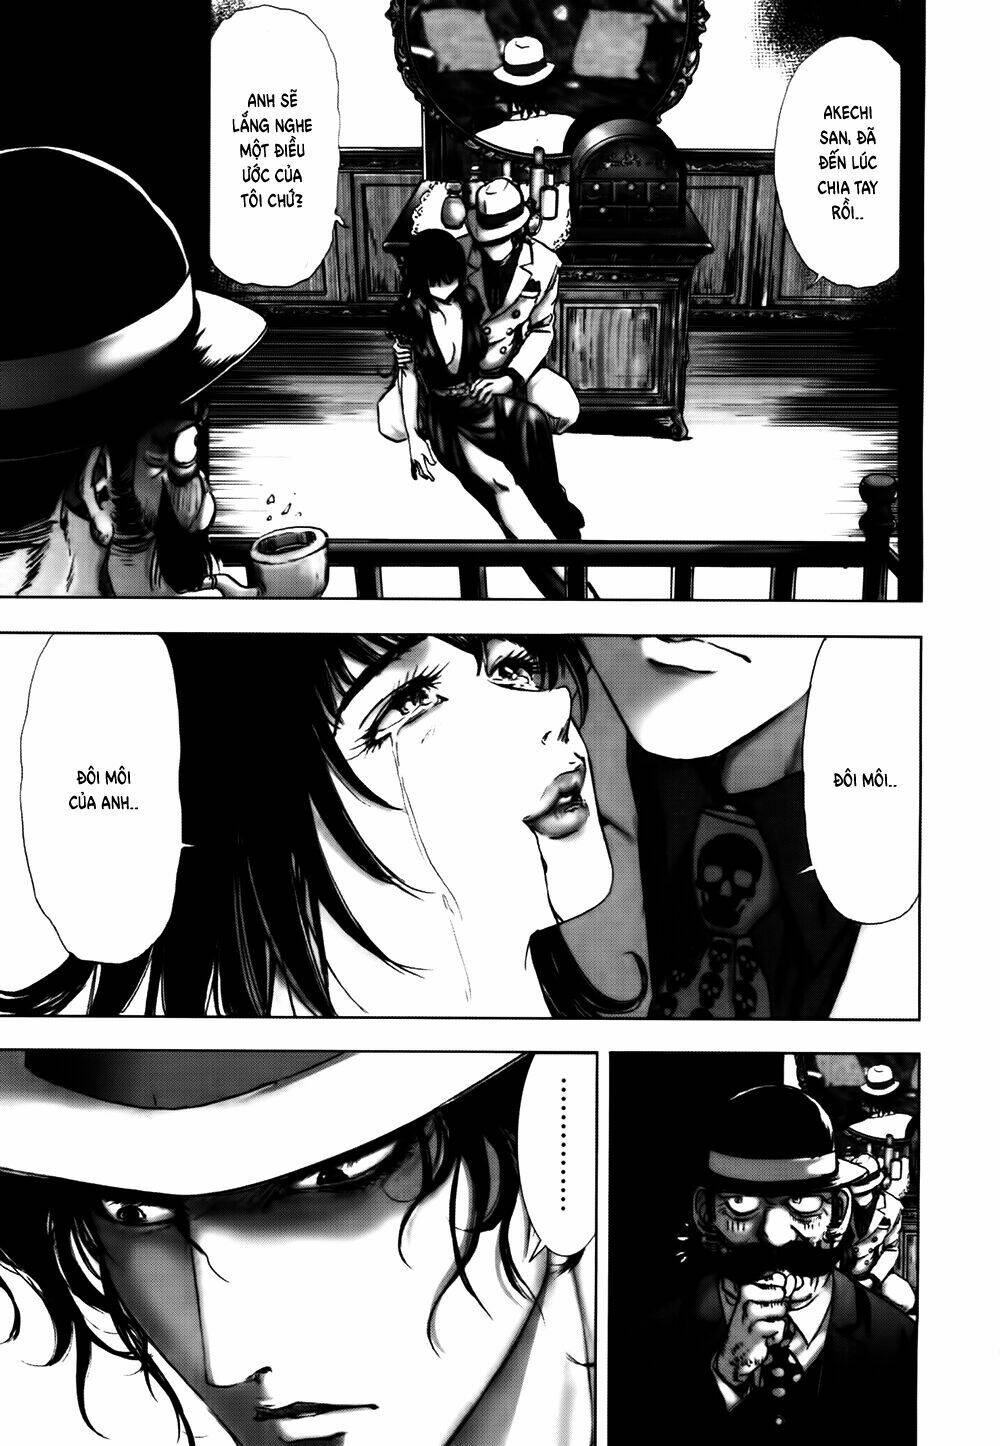 AKECHI
SAN, ĐÃ
ĐẾN LÚC
CHIA TAY
RỒI..
ANH SẼ
LẮNG NGHE
MỘT ĐIỀU
ƯỚC CỦA
TÔI CHỨ?
ĐÔI MÔI..
ĐÔI MÔI
CỦA ANH..
..........